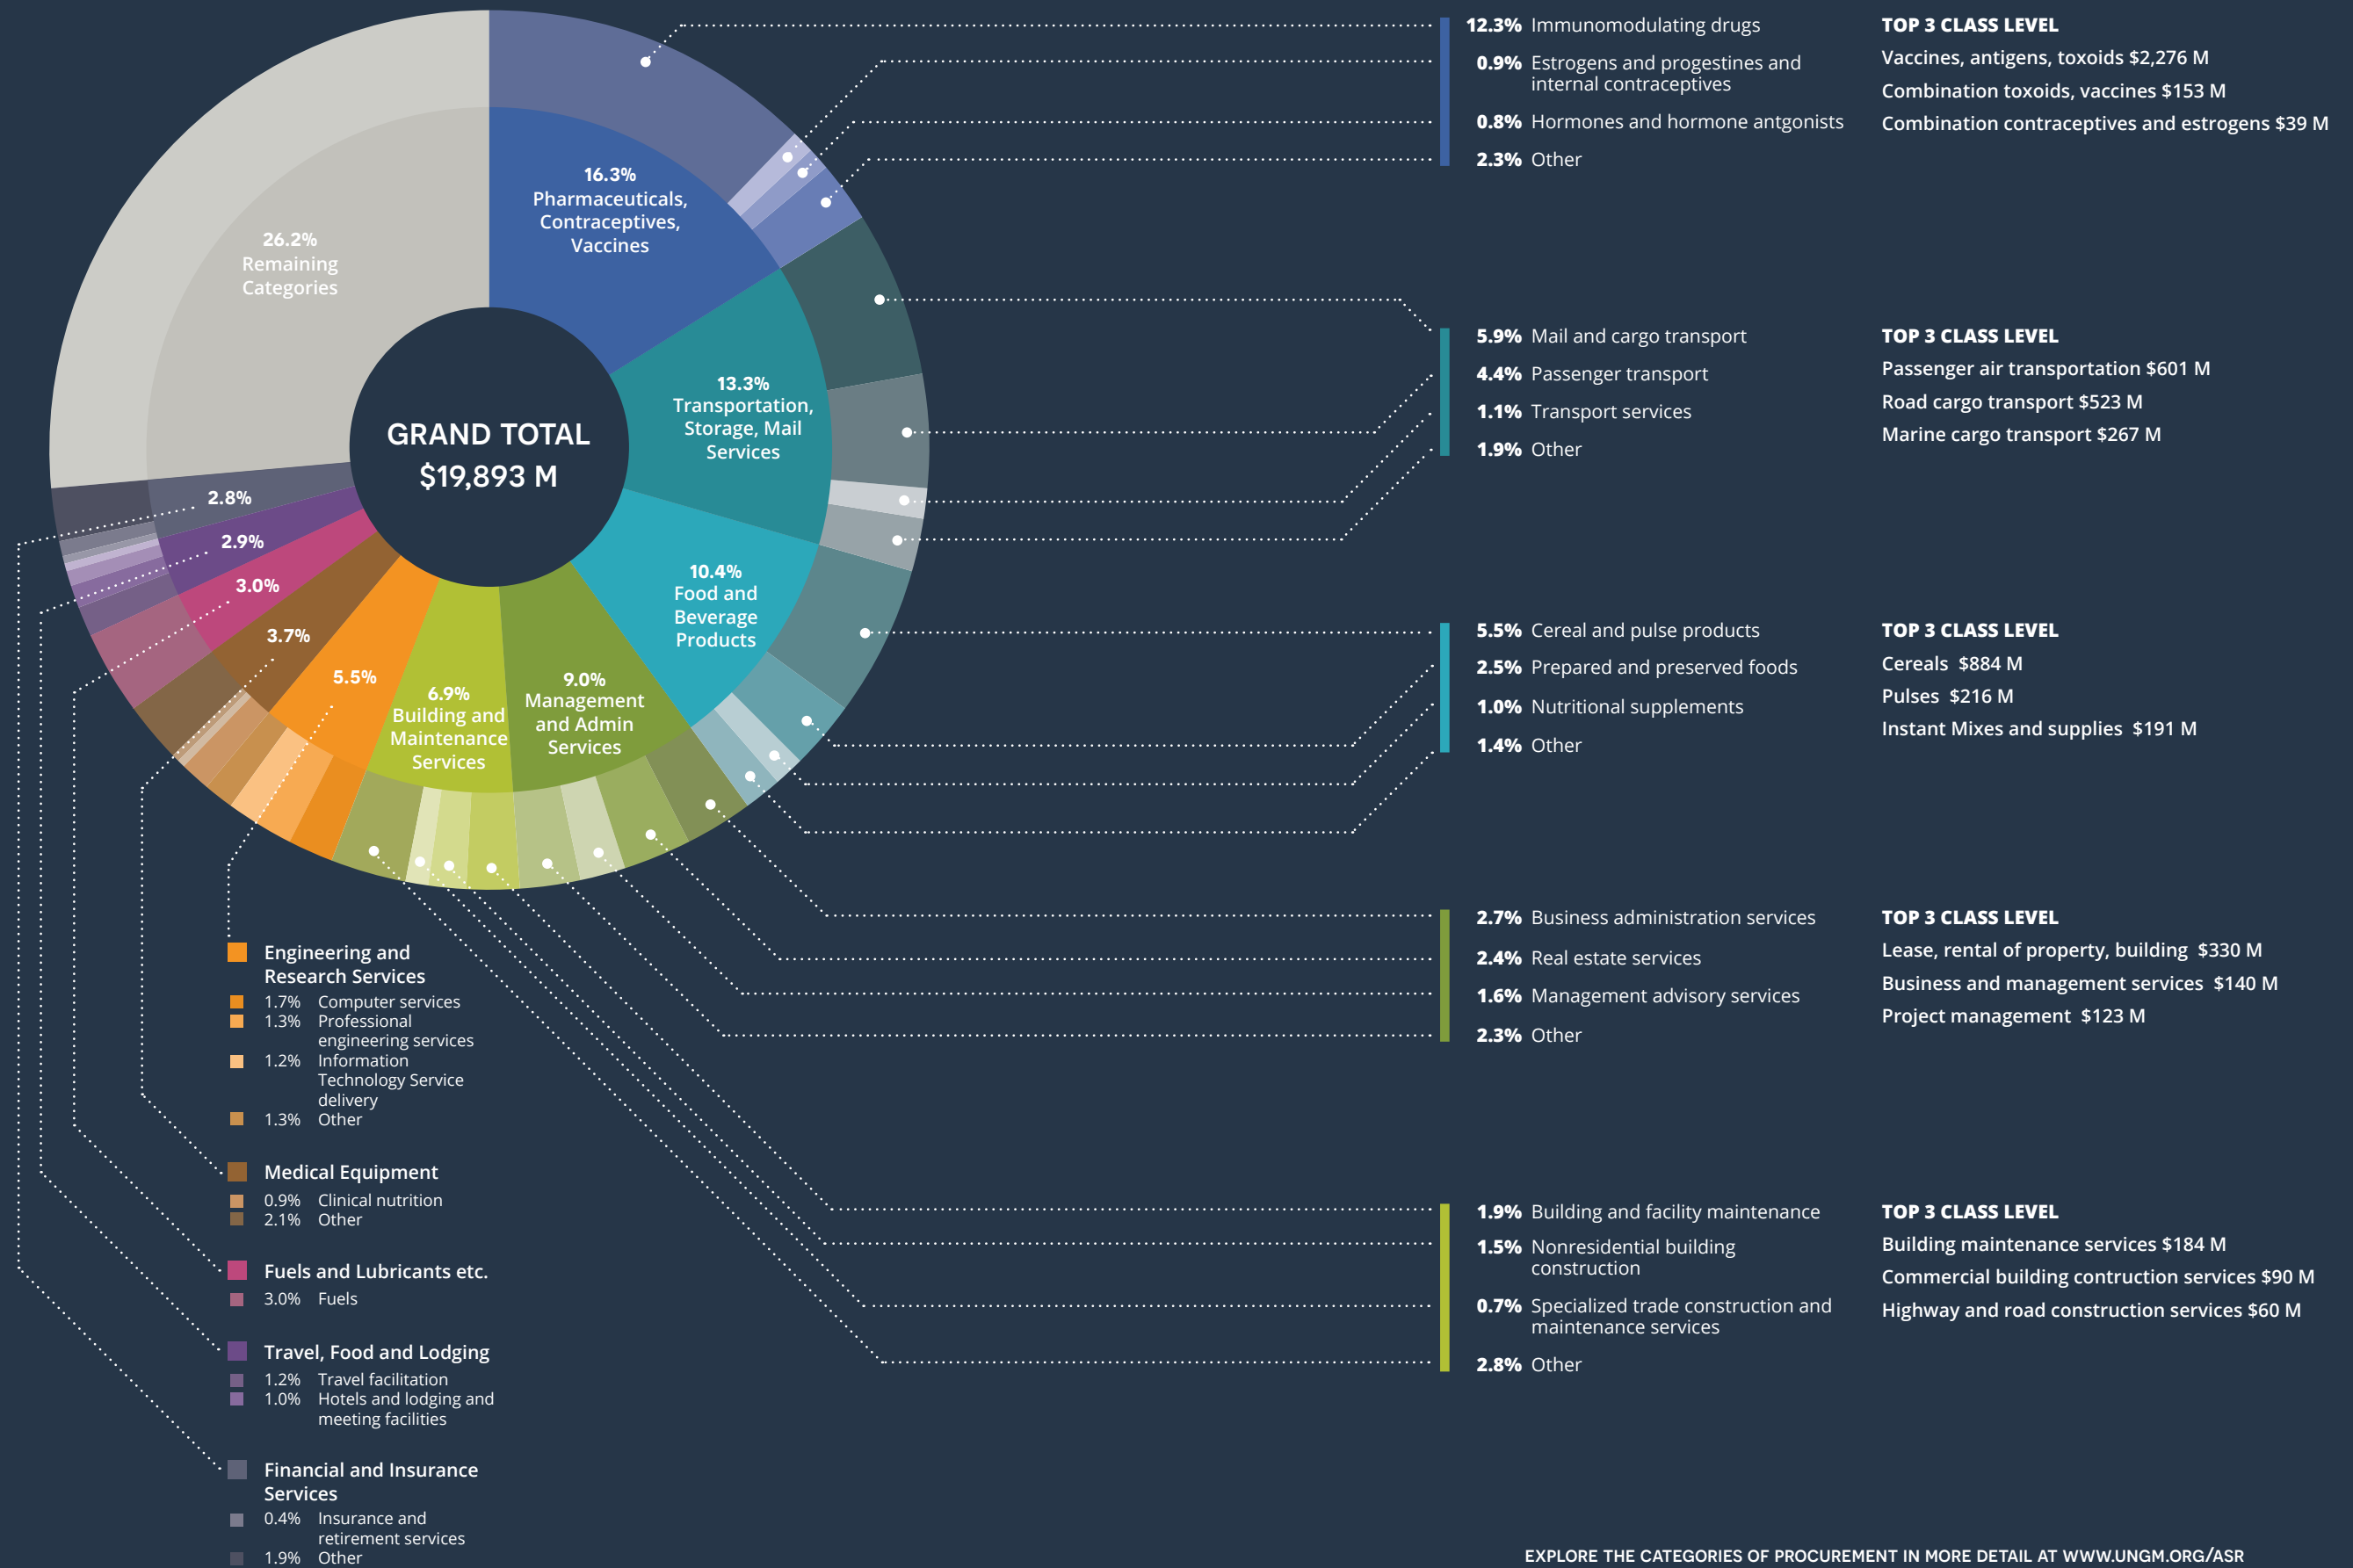 26.2%
Remaining
Categories
16.3%
Pharmaceuticals,
Contraceptives,
Vaccines
13.3%
Transportation,
Storage, Mail
Services
10.4%
Food and
Beverage
Products
9.0%
Management
and Admin
Services
6.9%
Building and
Maintenance
Services
5.5%
3.7%
3.0%
2.9%
2.8%
GRAND TOTAL
$19,893 M
12.3% Immunomodulating drugs
0.9% Estrogens and progestines and
internal contraceptives
0.8% Hormones and hormone antgonists
2.3% Other
TOP 3 CLASS LEVEL
Vaccines, antigens, toxoids $2,276 M
Combination toxoids, vaccines $153 M
Combination contraceptives and estrogens $39 M
5.9% Mail and cargo transport
4.4% Passenger transport
1.1% Transport services
1.9% Other
TOP 3 CLASS LEVEL
Passenger air transportation $601 M
Road cargo transport $523 M
Marine cargo transport $267 M
5.5% Cereal and pulse products
2.5% Prepared and preserved foods
1.0% Nutritional supplements
1.4% Other
TOP 3 CLASS LEVEL
Cereals $884 M
Pulses $216 M
Instant Mixes and supplies $191 M
2.7% Business administration services
2.4% Real estate services
1.6% Management advisory services
2.3% Other
TOP 3 CLASS LEVEL
Lease, rental of property, building $330 M
Business and management services $140 M
Project management $123 M
1.9% Building and facility maintenance
1.5% Nonresidential building
construction
0.7% Specialized trade construction and
maintenance services
2.8% Other
TOP 3 CLASS LEVEL
Building maintenance services $184 M
Commercial building contruction services $90 M
Highway and road construction services $60 M
Engineering and
Research Services
1.7% Computer services
1.3% Professional
engineering services
1.2% Information
Technology Service
delivery
1.3% Other
Medical Equipment
0.9% Clinical nutrition
2.1% Other
Fuels and Lubricants etc.
3.0% Fuels
Travel, Food and Lodging
1.2% Travel facilitation
1.0% Hotels and lodging and
meeting facilities
Financial and Insurance
Services
0.4% Insurance and
retirement services
1.9% Other
EXPLORE THE CATEGORIES OF PROCUREMENT IN MORE DETAIL AT WWW.UNGM.ORG/ASR